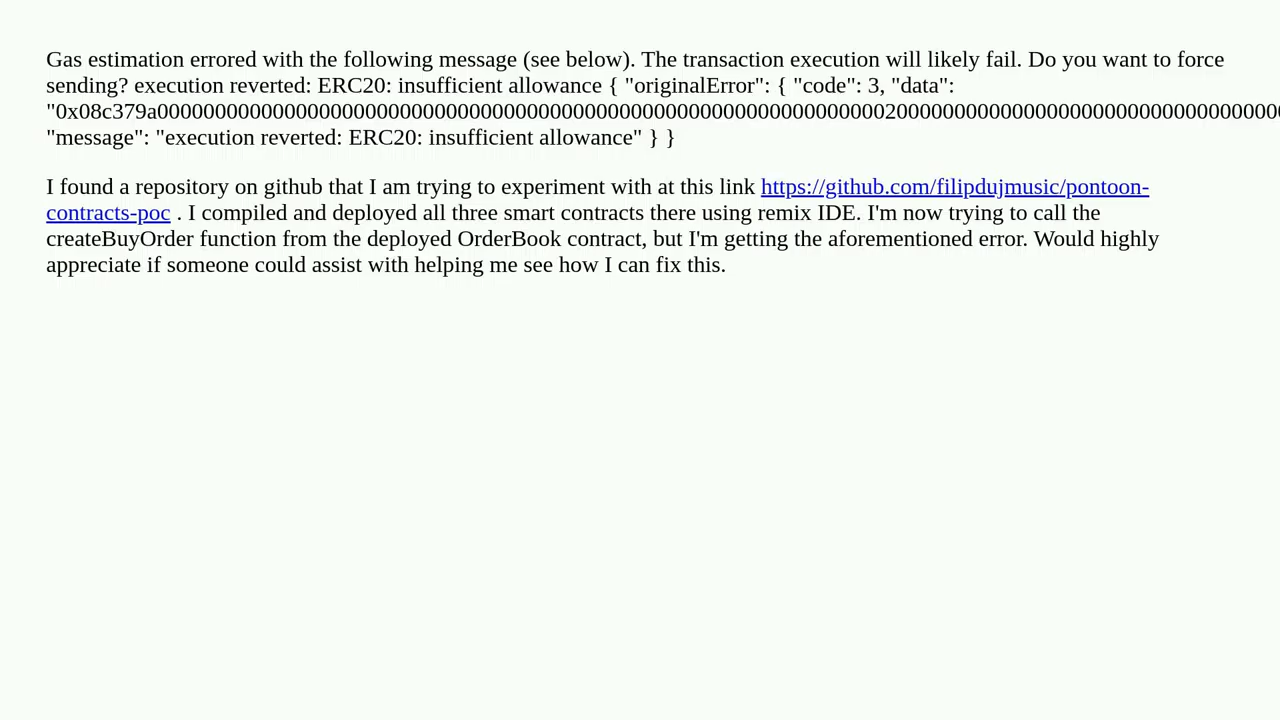 Gas estimation errored with the following message (see below). The transaction execution will likely fail. Do you want to force
sending? execution reverted: ERC20: insufficient allowance { "originalError": { "code": 3, "data":
"0x08c379a0000000000000000000000000000000000000000000000000000000000000002000000000000000000000000000000000000
"message": "execution reverted: ERC20: insufficient allowance" } }
I found a repository on github that I am trying to experiment with at this link https://github.com/filipdujmusic/pontoon-
contracts-poc . I compiled and deployed all three smart contracts there using remix IDE. I'm now trying to call the
createBuyOrder function from the deployed OrderBook contract, but I'm getting the aforementioned error. Would highly
appreciate if someone could assist with helping me see how I can fix this.